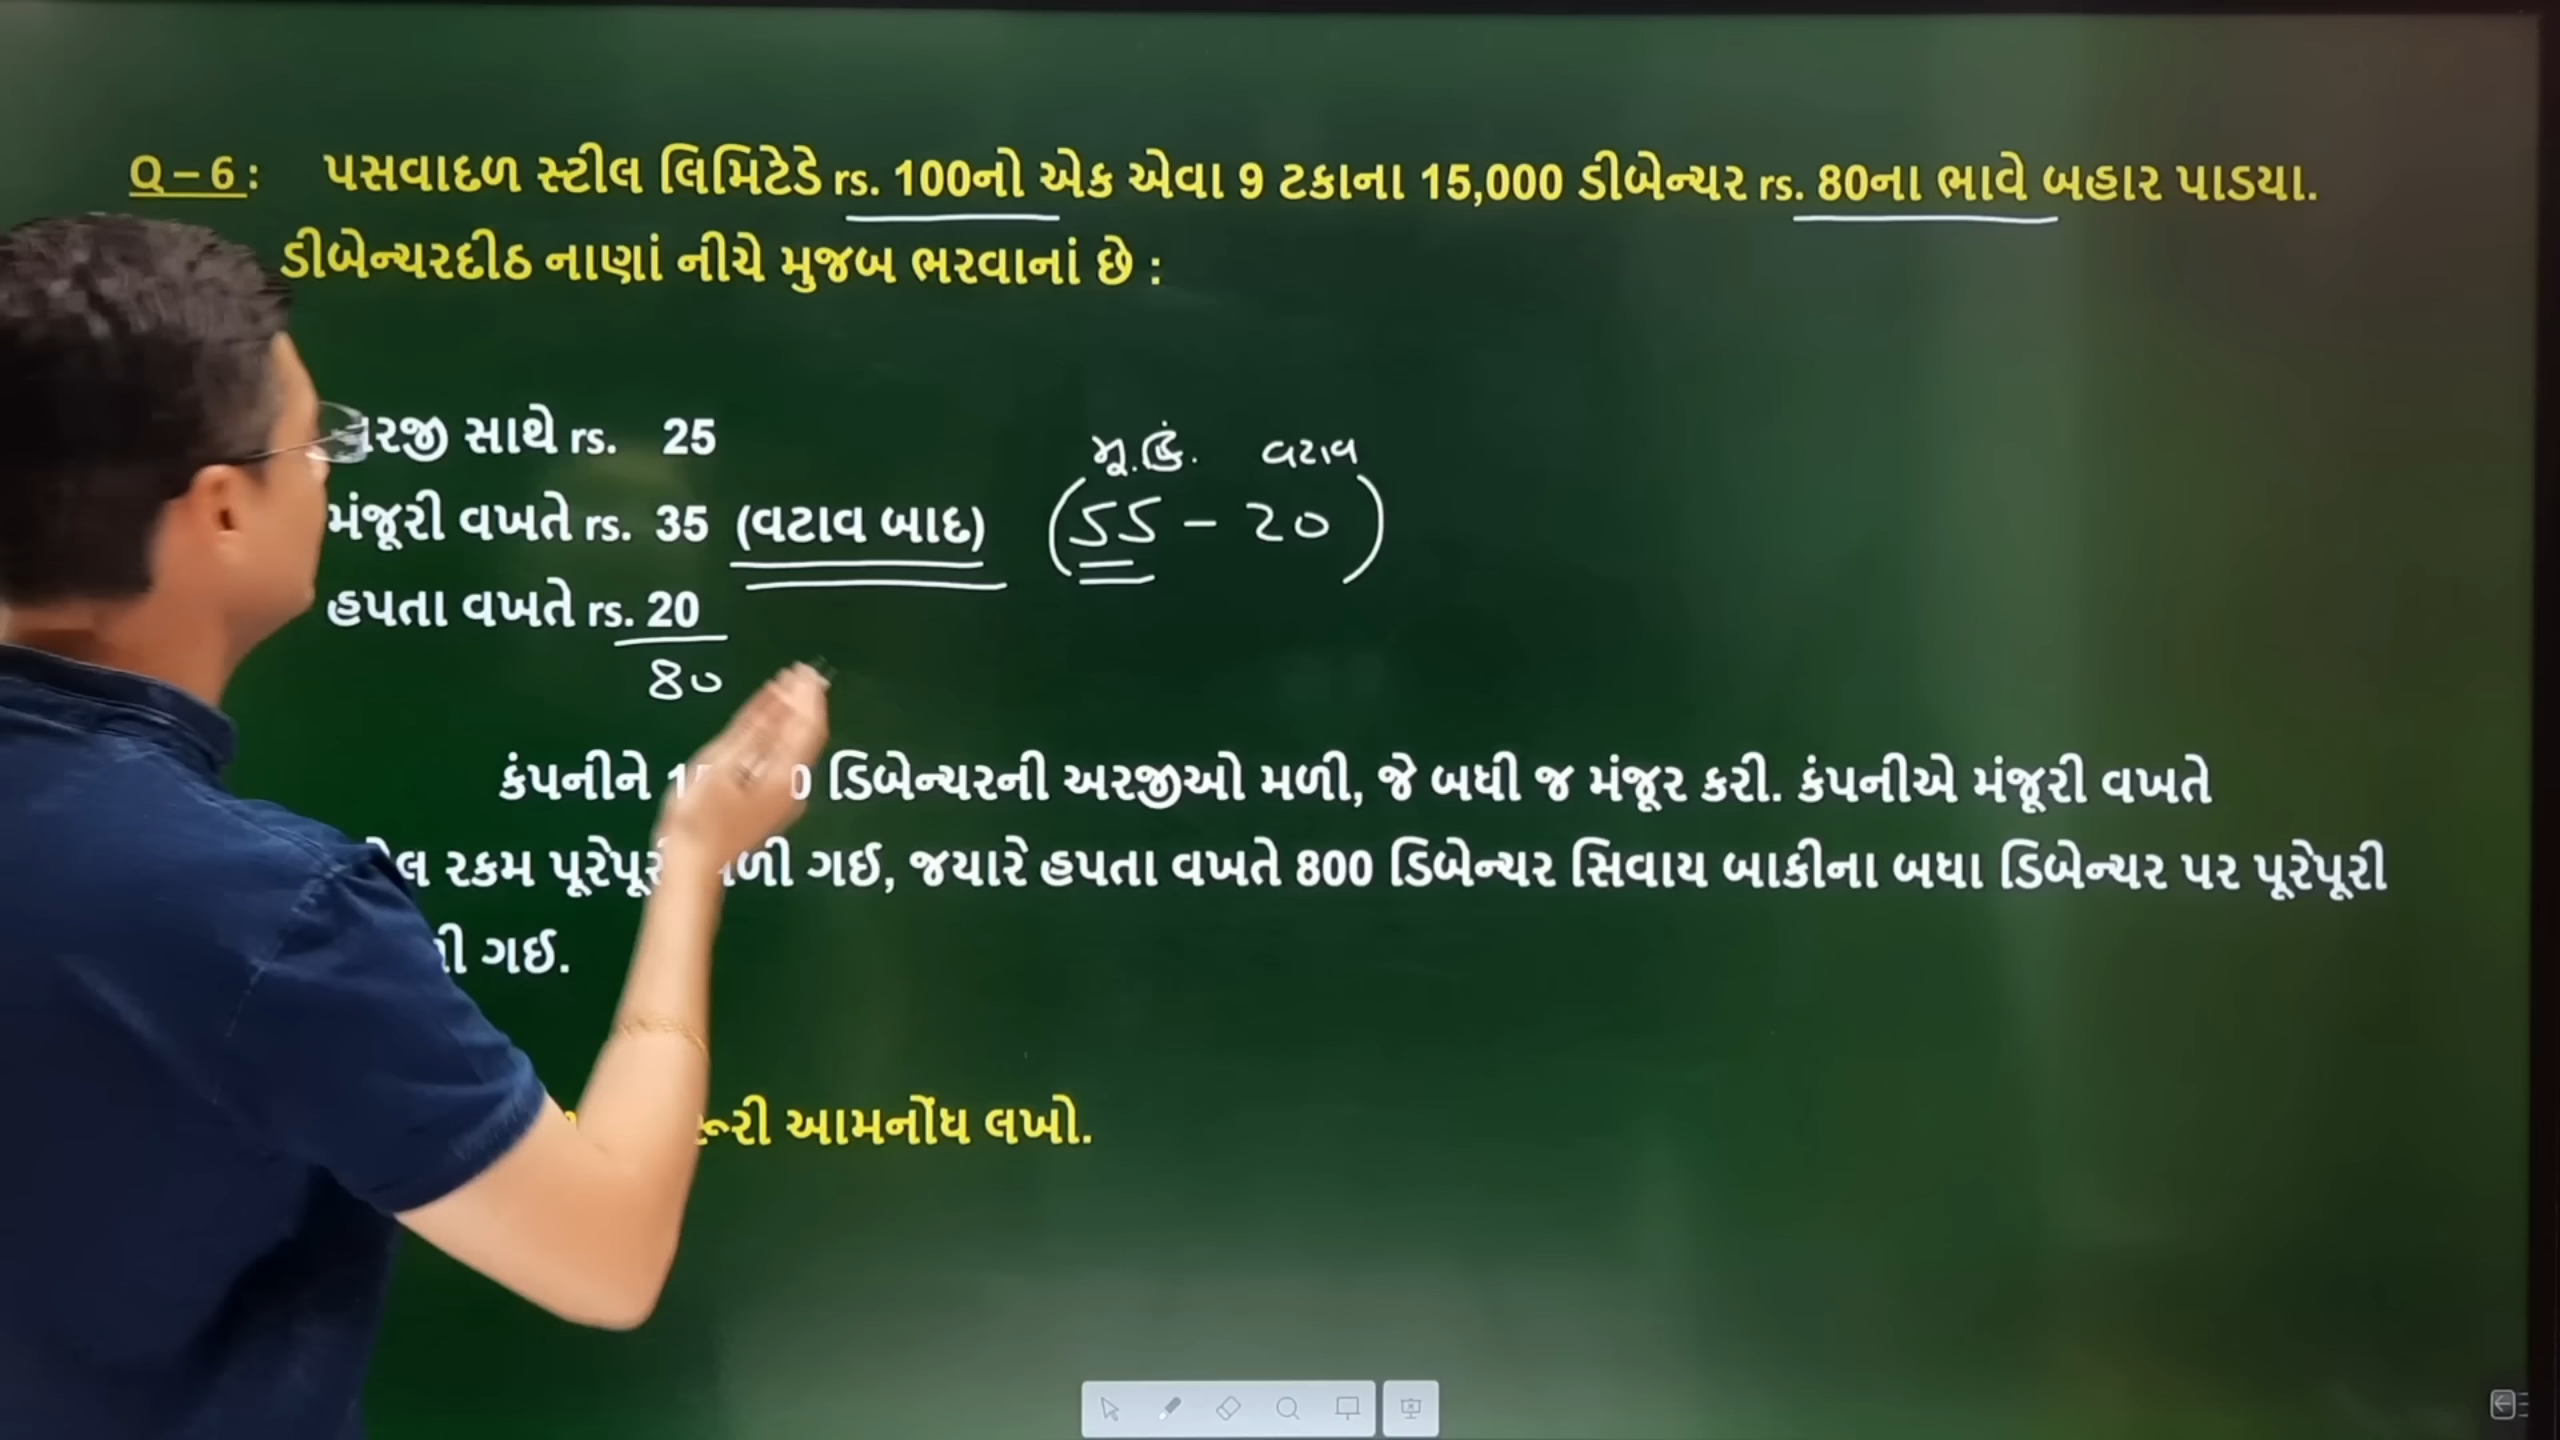 Q – 6 : પસવાદળ સ્ટીલ લિમિટેડે rs. 100નો એક એવા 9 ટકાના 15,000 ડીબેન્ચર rs. 80ના ભાવે બહાર પાડયા.
ડીબેન્ચરદીઠ નાણાં નીચે મુજબ ભરવાનાં છે :
સાથે rs. 25
મૂ.કિં. વટાવ
મંજૂરી વખતે rs. 35 (વટાવ બાદ) (55 – 20)
હપતા વખતે rs. 20
80
કંપનીને ડિબેન્ચરની અરજીઓ મળી, જે બધી જ મંજૂર કરી. કંપનીએ મંજૂરી વખતે
રકમ ગઈ, જયારે હપતા વખતે 800 ડિબેન્ચર સિવાય બાકીના બધા ડિબેન્ચર પર પૂરેપૂરી
ગઈ.
આમનોંધ લખો.